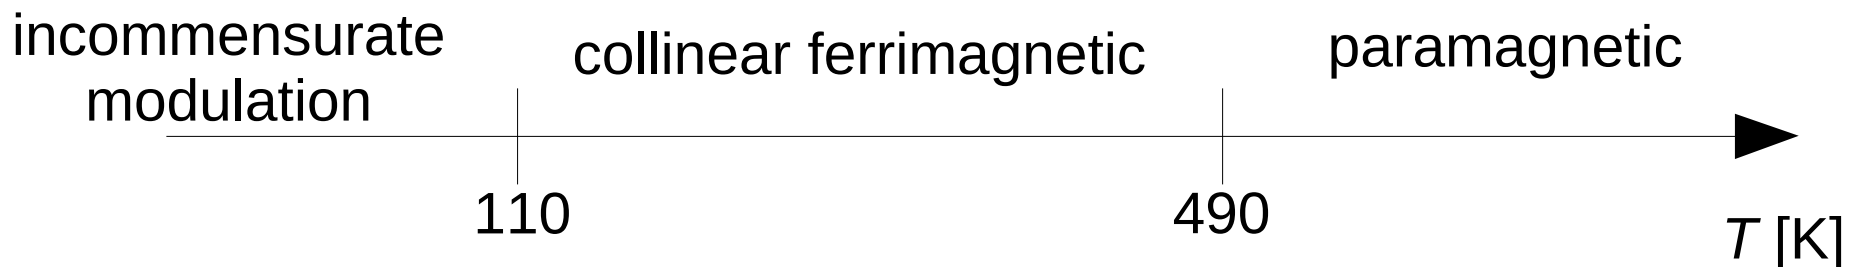 incommensurate
modulation
collinear ferrimagnetic
paramagnetic
110
490
T [K]